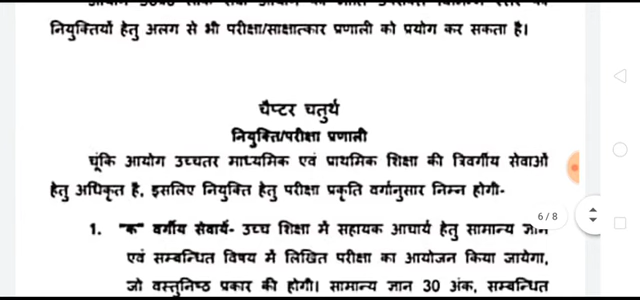 नियुक्तियों हेतु अलग से भी परीक्षा/साक्षात्कार प्रणाली को प्रयोग कर सकता है।
चैप्टर चतुर्थ
नियुक्ति/परीक्षा प्रणाली
चूंकि आयोग उच्चतर माध्यमिक एवं प्राथमिक शिक्षा की त्रिवर्गीय सेवाओं
हेतु अधिकृत है, इसलिए नियुक्ति हेतु परीक्षा प्रकृति वर्गानुसार निम्न होगी-
6/8
1. "क" वर्गीय सेवायें- उच्च शिक्षा में सहायक आचार्य हेतु सामान्य ज्ञान
एवं सम्बन्धित विषय में लिखित परीक्षा का आयोजन किया जायेगा,
जो वस्तुनिष्ठ प्रकार की होगी। सामान्य ज्ञान 30 अंक, सम्बन्धित